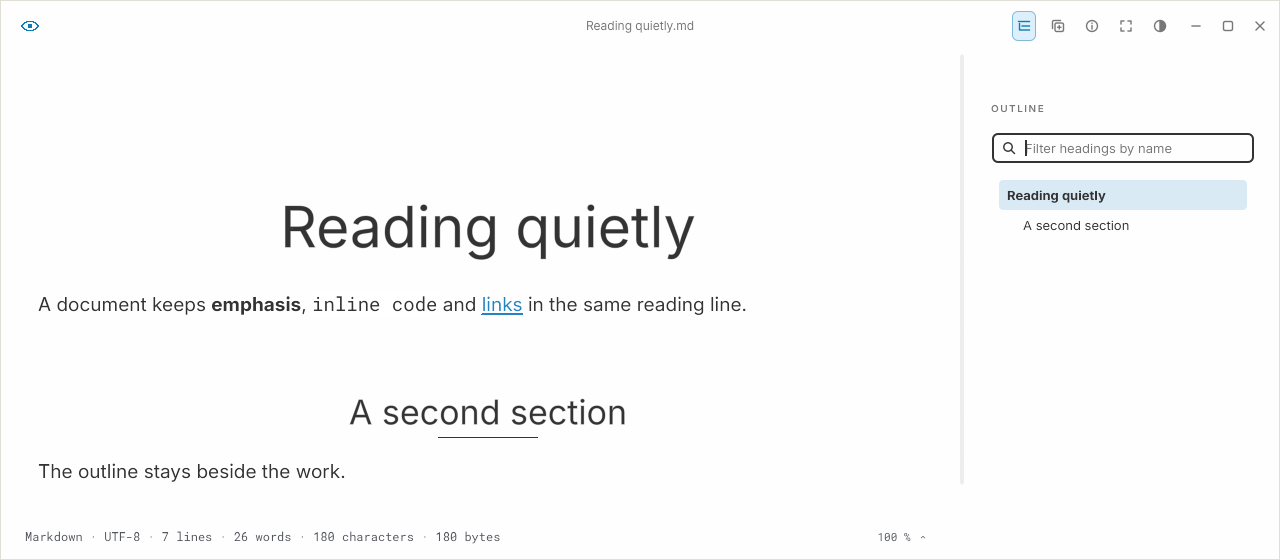 Reading quietly.md
OUTLINE
Filter headings by name
Reading quietly
A second section
Reading quietly
A document keeps emphasis, inline code and links in the same reading line.
A second section
The outline stays beside the work.
Markdown · UTF-8 · 7 lines · 26 words · 180 characters · 180 bytes
100 %